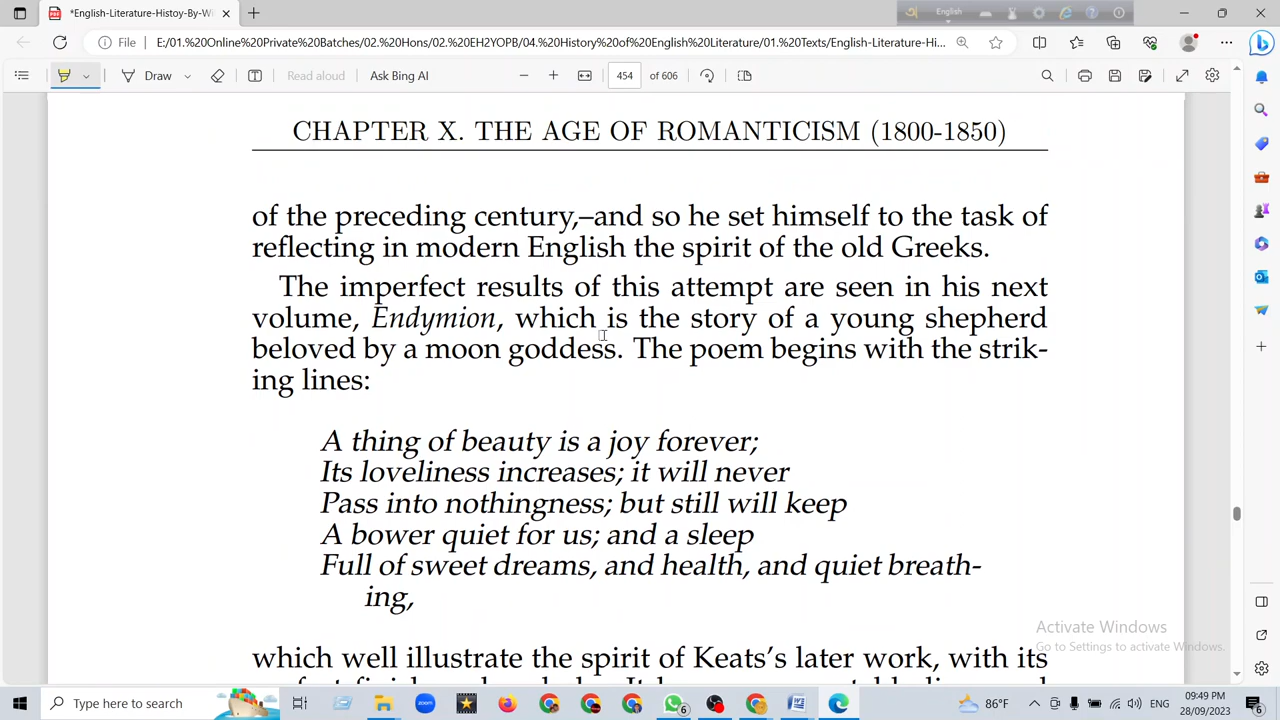 *English-Literature-Histoy-By-Wi
English
File
E:/01.%20Online%20Private%20Batches/02.%20Hons/02.%20EH2YOPB/04.%20History%20of%20English%20Literature/01.%20Texts/English-Literature-Hi...
Draw
Read aloud
Ask Bing AI
454
of 606
CHAPTER X. THE AGE OF ROMANTICISM (1800-1850)
of the preceding century,–and so he set himself to the task of
reflecting in modern English the spirit of the old Greeks.
The imperfect results of this attempt are seen in his next
volume, Endymion, which is the story of a young shepherd
beloved by a moon goddess. The poem begins with the strik-
ing lines:
A thing of beauty is a joy forever;
Its loveliness increases; it will never
Pass into nothingness; but still will keep
A bower quiet for us; and a sleep
Full of sweet dreams, and health, and quiet breath-
ing,
Activate Windows
Go to Settings to activate Windows.
which well illustrate the spirit of Keats's later work, with its
Type here to search
zoom
6
86°F
ENG
09:49 PM
28/09/2023
6